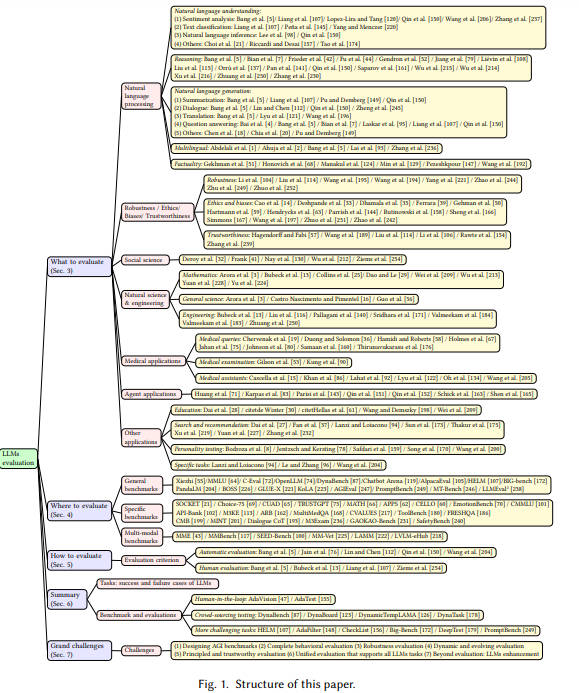 Natural language understanding:
(1) Sentiment analysis: Bang et al. [5]/ Liang et al. [107]/ Lopez-Lira and Tang [120]/ Qin et al. [150]/ Wang et al. [206]/ Zhang et al. [237]
(2) Text classification: Liang et al. [107] / Peña et al. [145] / Yang and Menczer [220]
(3) Natural language inference: Lee et al. [98] / Qin et al. [150]
(4) Others: Choi et al. [21] / Riccardi and Desai [157] / Tao et al. [174]
Reasoning: Bang et al. [5] / Bian et al. [7] / Frieder et al. [42] / Fu et al. [44] / Gendron et al. [52] / Jiang et al. [79] / Liévin et al. [108]
Liu et al. [115] / Orrù et al. [137] / Pan et al. [141] / Qin et al. [150] / Saparov et al. [161] / Wu et al. [215] / Wu et al. [214]
Xu et al. [216] / Zhuang et al. [250] / Zhang et al. [230]
Natural
language
processing
Natural language generation:
(1) Summarization: Bang et al. [5] / Liang et al. [107] / Pu and Demberg [149] / Qin et al. [150]
(2) Dialogue: Bang et al. [5] / Lin and Chen [112] / Qin et al. [150] / Zheng et al. [245]
(3) Translation: Bang et al. [5] / Lyu et al. [121] / Wang et al. [196]
(4) Question answering: Bai et al. [4] / Bang et al. [5] / Bian et al. [7] / Laskar et al. [95] / Liang et al. [107] / Qin et al. [150]
(5) Others: Chen et al. [18] / Chia et al. [20] / Pu and Demberg [149]
Multilingual: Abdelali et al. [1] / Ahuja et al. [2] / Bang et al. [5] / Lai et al. [93] / Zhang et al. [236]
Factuality: Gekhman et al. [51] / Honovich et al. [68] / Manakul et al. [124] / Min et al. [129] / Pezeshkpour [147] / Wang et al. [192]
Robustness / Ethics/
Biases/ Trustworthiness
Robustness: Li et al. [104] / Liu et al. [114] / Wang et al. [195] / Wang et al. [194] / Yang et al. [221] / Zhao et al. [244]
Zhu et al. [249] / Zhuo et al. [252]
Ethics and biases: Cao et al. [14] / Deshpande et al. [33] / Dhamala et al. [35] / Ferrara [39] / Gehman et al. [50]
Hartmann et al. [59] / Hendrycks et al. [63] / Parrish et al. [144] / Rutinowski et al. [158] / Sheng et al. [166]
Simmons [167] / Wang et al. [197] / Zhuo et al. [251] / Zhao et al. [242]
Trustworthiness: Hagendorff and Fabi [57] / Wang et al. [189] / Liu et al. [114] / Li et al. [106] / Rawte et al. [154]
Zhang et al. [239]
What to evaluate
(Sec. 3)
Social science
Deroy et al. [32] / Frank [41] / Nay et al. [130] / Wu et al. [212] / Ziems et al. [254]
Natural science
& engineering
Mathematics: Arora et al. [3] / Bubeck et al. [13] / Collins et al. [25]/ Dao and Le [29] / Wei et al. [209] / Wu et al. [213]
Yuan et al. [228] / Yu et al. [224]
General science: Arora et al. [3] / Castro Nascimento and Pimentel [16] / Guo et al. [56]
Engineering: Bubeck et al. [13] / Liu et al. [116] / Pallagani et al. [140] / Sridhara et al. [171] / Valmeekam et al. [184]
Valmeekam et al. [183] / Zhuang et al. [250]
Medical applications
Medical queries: Chervenak et al. [19] / Duong and Solomon [36] / Hamidi and Roberts [58] / Holmes et al. [67]
Jahan et al. [75] / Johnson et al. [80] / Samaan et al. [160] / Thirunavukarasu et al. [176]
Medical examination: Gilson et al. [53] / Kung et al. [90]
Medical assistants: Cascella et al. [15] / Khan et al. [86] / Lahat et al. [92] / Lyu et al. [122] / Oh et al. [134] / Wang et al. [205]
Agent applications
Huang et al. [71] / Karpas et al. [83] / Parisi et al. [143] / Qin et al. [151] / Qin et al. [152] / Schick et al. [163] / Shen et al. [165]
Other
applications
Education: Dai et al. [28] / citetde Winter [30] / citetHellas et al. [61] / Wang and Demszky [198] / Wei et al. [209]
Search and recommendation: Dai et al. [27] / Fan et al. [37] / Lanzi and Loiacono [94] / Sun et al. [173] / Thakur et al. [175]
Xu et al. [219] / Yuan et al. [227] / Zhang et al. [232]
Personality testing: Bodroza et al. [8] / Jentzsch and Kersting [78] / Safdari et al. [159] / Song et al. [170] / Wang et al. [200]
Specific tasks: Lanzi and Loiacono [94] / Le and Zhang [96] / Wang et al. [204]
LLMs
evaluation
Where to evaluate
(Sec. 4)
General
benchmarks
Xiezhi [55]/MMLU [64]/ C-Eval [72]/OpenLLM [74]/DynaBench [87]/Chatbot Arena [119]/AlpacaEval [105]/HELM [107]/BIG-bench [172]
PandaLM [204] / BOSS [226] / GLUE-X [221] KoLA [223] / AGIEval [247]/ PromptBench [249] / MT-Bench [246] / LLMEval² [238]
Specific
benchmarks
SOCKET [21] / Choice-75 [69] / CUAD [65] / TRUSTGPT [73] / MATH [66] / APPS [62] / CELLO [60] / EmotionBench [70] / CMMLU [101]
API-Bank [102] / M3KE [113] / ARB [162] / MultiMedQA [168] / CVALUES [217] / ToolBench [180] / FRESHQA [186]
CMB [199] / MINT [201] / Dialogue CoT [193] / M3Exam [236] / GAOKAO-Bench [231] / SafetyBench [240]
Multi-modal
benchmarks
MME [43] / MMBench [117] / SEED-Bench [100] / MM-Vet [225] / LAMM [222] / LVLM-eHub [218]
How to evaluate
(Sec. 5)
Evaluation criterion
Automatic evaluation: Bang et al. [5] / Jain et al. [76] / Lin and Chen [112] / Qin et al. [150] / Wang et al. [204]
Human evaluation: Bang et al. [5] / Bubeck et al. [13] / Liang et al. [107] / Ziems et al. [254]
Summary
(Sec. 6)
Tasks: success and failure cases of LLMs
Benchmark and evaluations
Human-in-the-loop: AdaVision [47] / AdaTest [155]
Crowd-sourcing testing: DynaBench [87] / DynaBoard [123] / DynamicTempLAMA [126] / DynaTask [178]
More challenging tasks: HELM [107] / AdaFilter [148] / CheckList [156] / Big-Bench [172] / DeepTest [179] / PromptBench [249]
Grand challenges
(Sec. 7)
Challenges
(1) Designing AGI benchmarks (2) Complete behavioral evaluation (3) Robustness evaluation (4) Dynamic and evolving evaluation
(5) Principled and trustworthy evaluation (6) Unified evaluation that supports all LLMs tasks (7) Beyond evaluation: LLMs enhancement
Fig. 1. Structure of this paper.